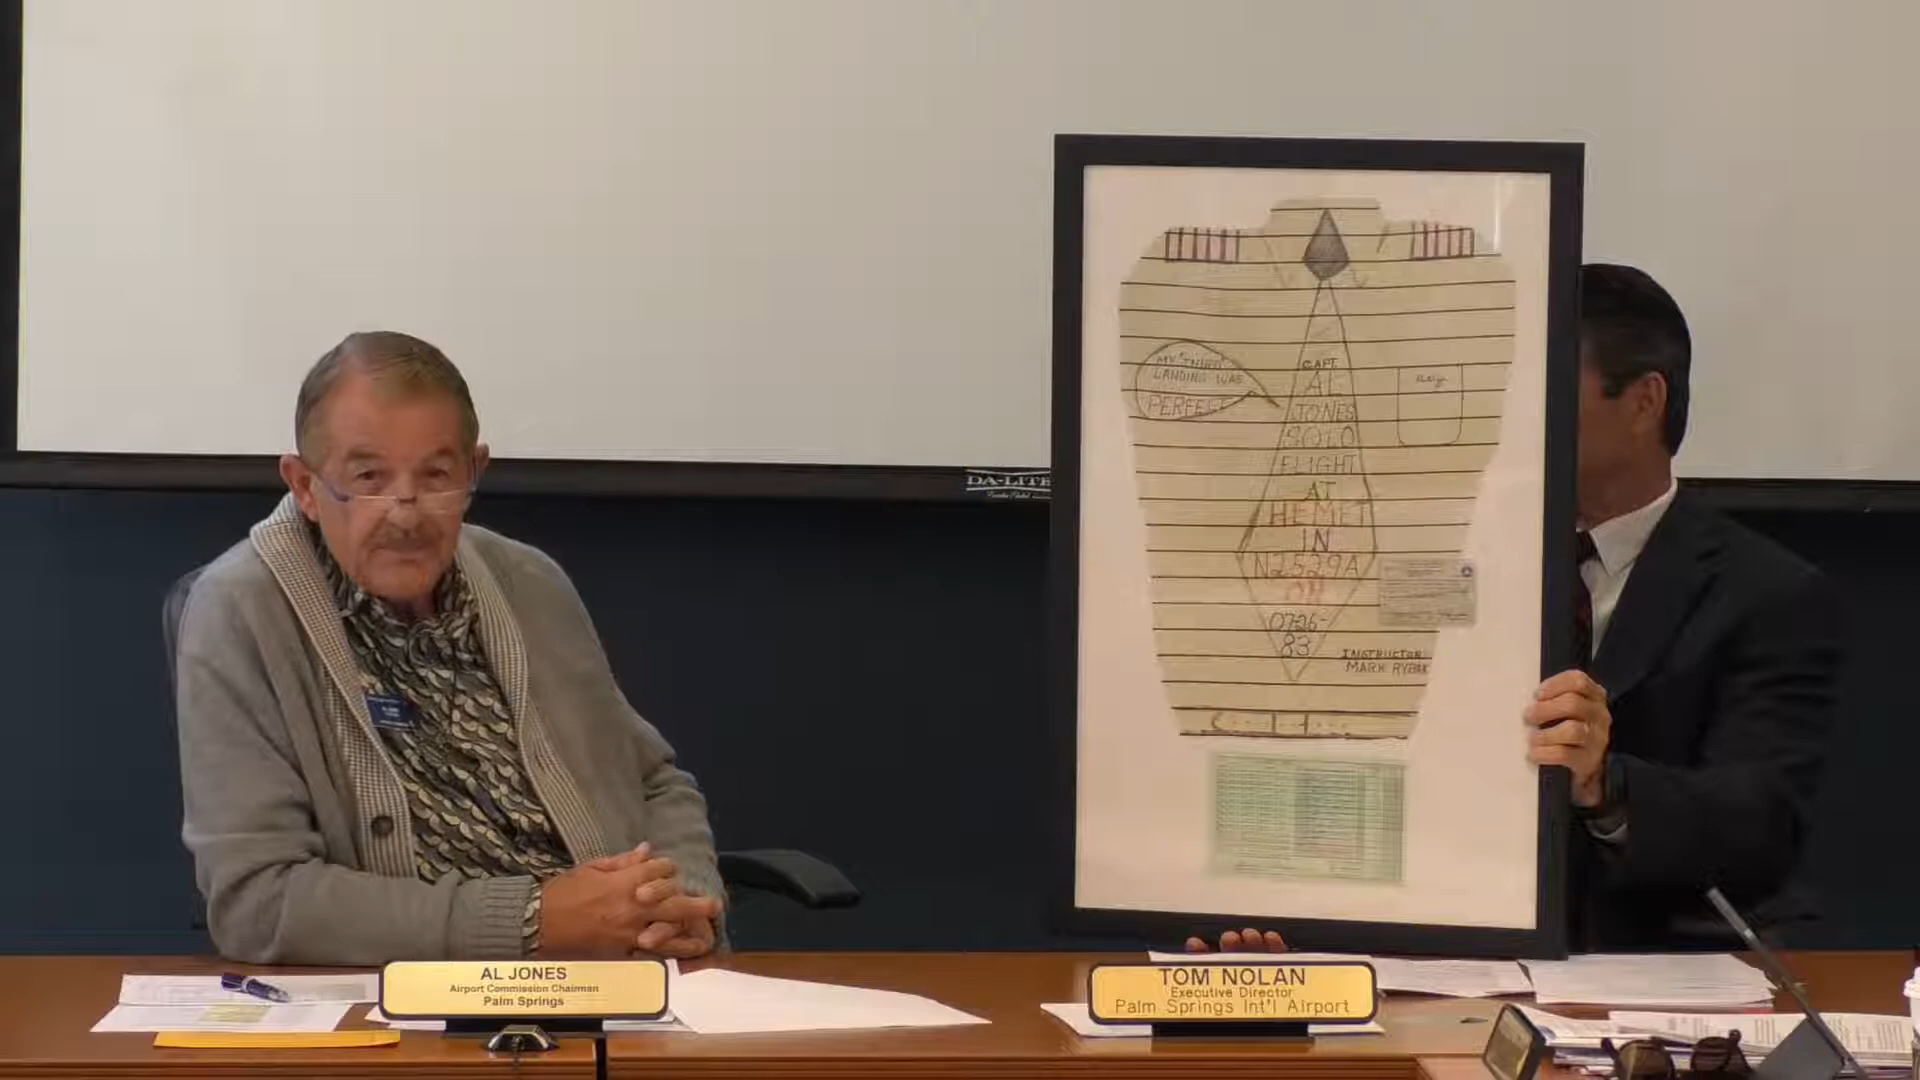 DA-LITE
MY THIRD
LANDING WAS
PERFECT
CAPT.
AL
JONES
SOLO
FLIGHT
AT
HEMET
IN
N2529A
ON
07-26-
83
INSTRUCTOR
MARK RYBAK
AL JONES
Airport Commission Chairman
Palm Springs
TOM NOLAN
Executive Director
Palm Springs Int'l Airport